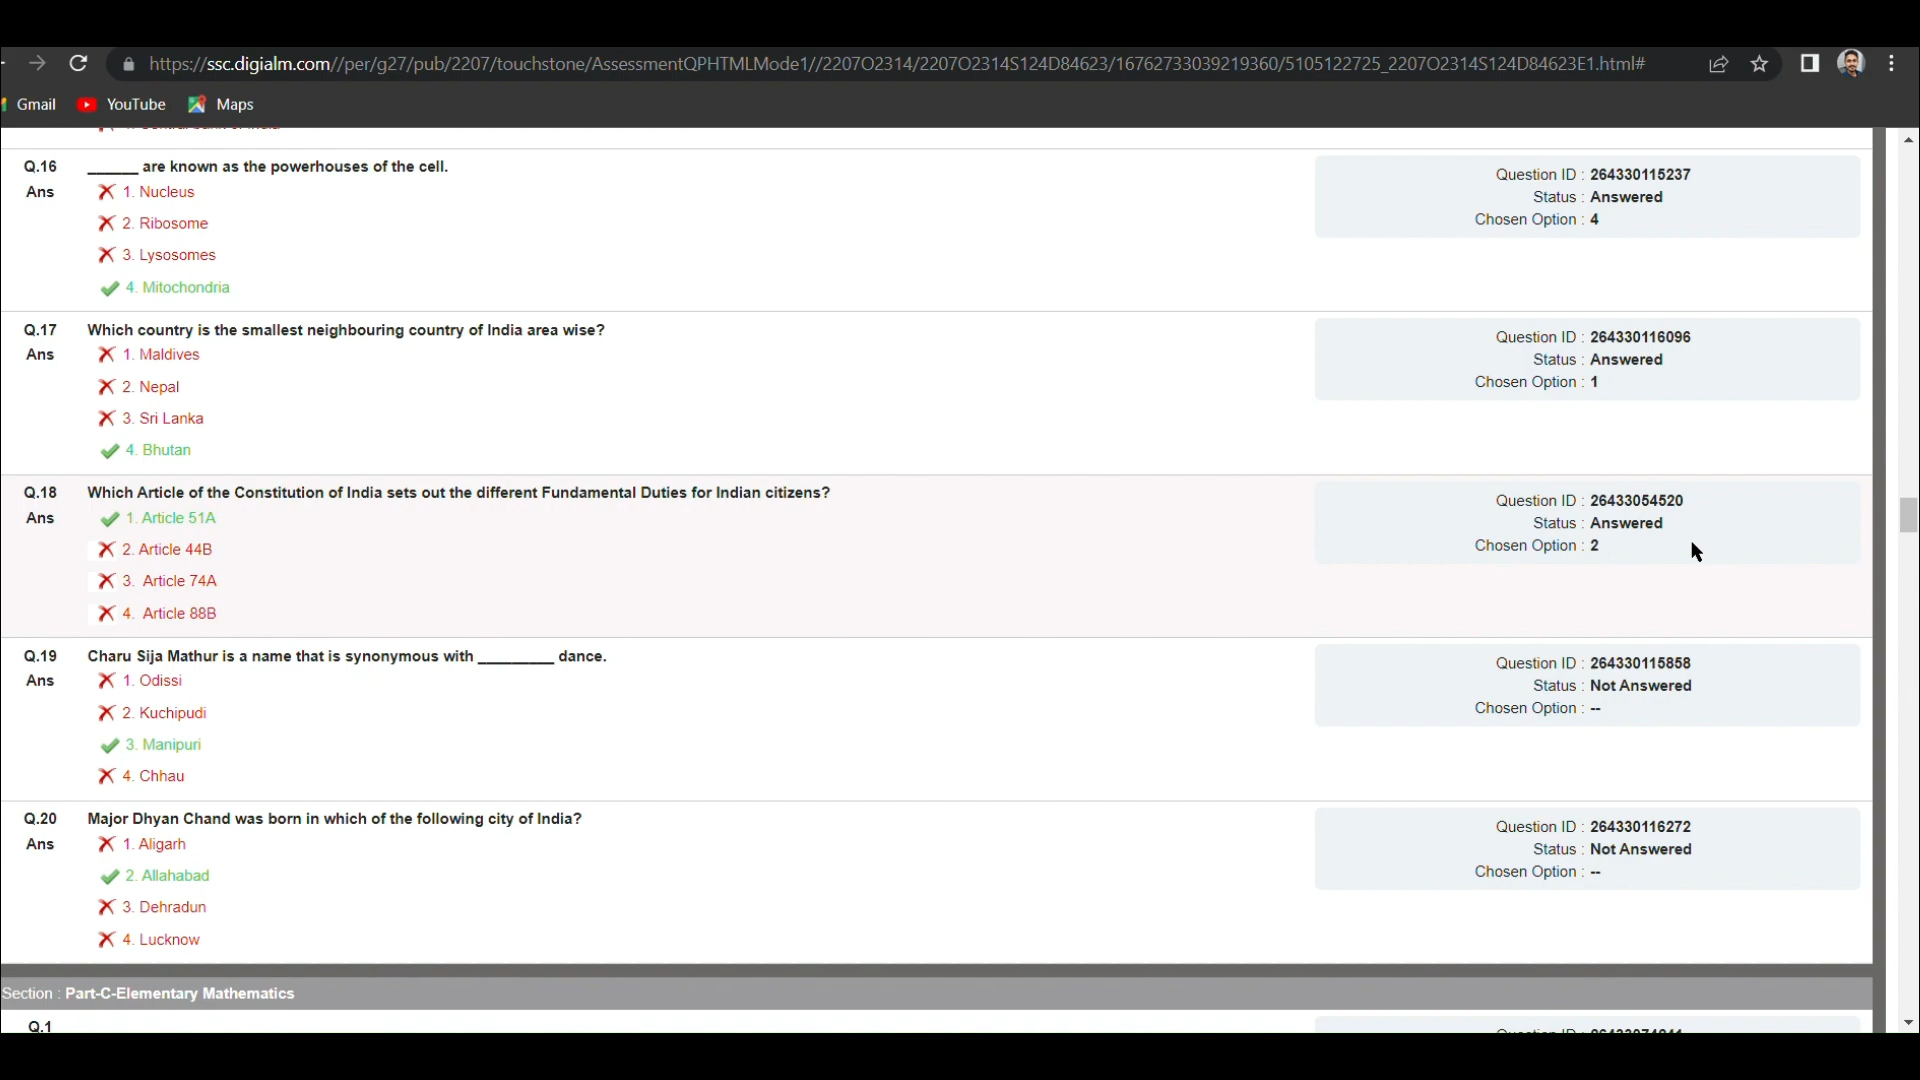 https://ssc.digialm.com//per/g27/pub/2207/touchstone/AssessmentQPHTMLMode1//2207O2314/2207O2314S124D84623/16762733039219360/5105122725_2207O2314S124D84623E1.html#
Gmail YouTube Maps
Q.16 ______ are known as the powerhouses of the cell.
Ans 1. Nucleus
2. Ribosome
3. Lysosomes
4. Mitochondria
Question ID : 264330115237
Status : Answered
Chosen Option : 4
Q.17 Which country is the smallest neighbouring country of India area wise?
Ans 1. Maldives
2. Nepal
3. Sri Lanka
4. Bhutan
Question ID : 264330116096
Status : Answered
Chosen Option : 1
Q.18 Which Article of the Constitution of India sets out the different Fundamental Duties for Indian citizens?
Ans 1. Article 51A
2. Article 44B
3. Article 74A
4. Article 88B
Question ID : 26433054520
Status : Answered
Chosen Option : 2
Q.19 Charu Sija Mathur is a name that is synonymous with _________ dance.
Ans 1. Odissi
2. Kuchipudi
3. Manipuri
4. Chhau
Question ID : 264330115858
Status : Not Answered
Chosen Option : --
Q.20 Major Dhyan Chand was born in which of the following city of India?
Ans 1. Aligarh
2. Allahabad
3. Dehradun
4. Lucknow
Question ID : 264330116272
Status : Not Answered
Chosen Option : --
Section : Part-C-Elementary Mathematics
Q.1